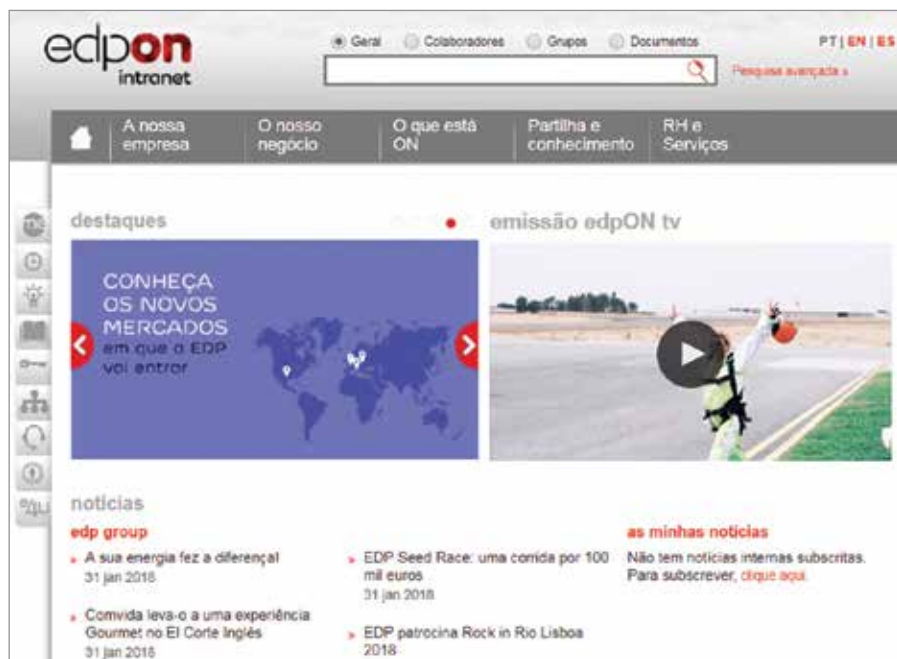 edpon
intranet
Geral Colaboradores Grupos Documentos
PT | EN | ES
Pesquisa avançada »
A nossa
empresa
O nosso
negócio
O que está
ON
Partilha e
conhecimento
RH e
Serviços
destaques
CONHEÇA
OS NOVOS
MERCADOS
em que a EDP
vai entrar
emissão edpON tv
notícias
edp group
A sua energia fez a diferença!
31 jan 2018
Comvida leva-o a uma experiência
Gourmet no El Corte Inglés
31 jan 2018
EDP Seed Race: uma corrida por 100
mil euros
31 jan 2018
EDP patrocina Rock in Rio Lisboa
2018
as minhas notícias
Não tem notícias internas subscritas.
Para subscrever, clique aqui.